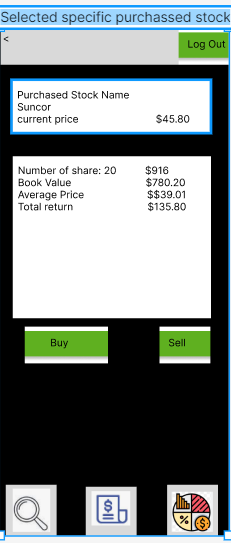 Selected specific purchassed stock
<
Log Out
Purchased Stock Name
Suncor
current price $45.80
Number of share: 20 $916
Book Value $780.20
Average Price $$39.01
Total return $135.80
Buy Sell
$
% $